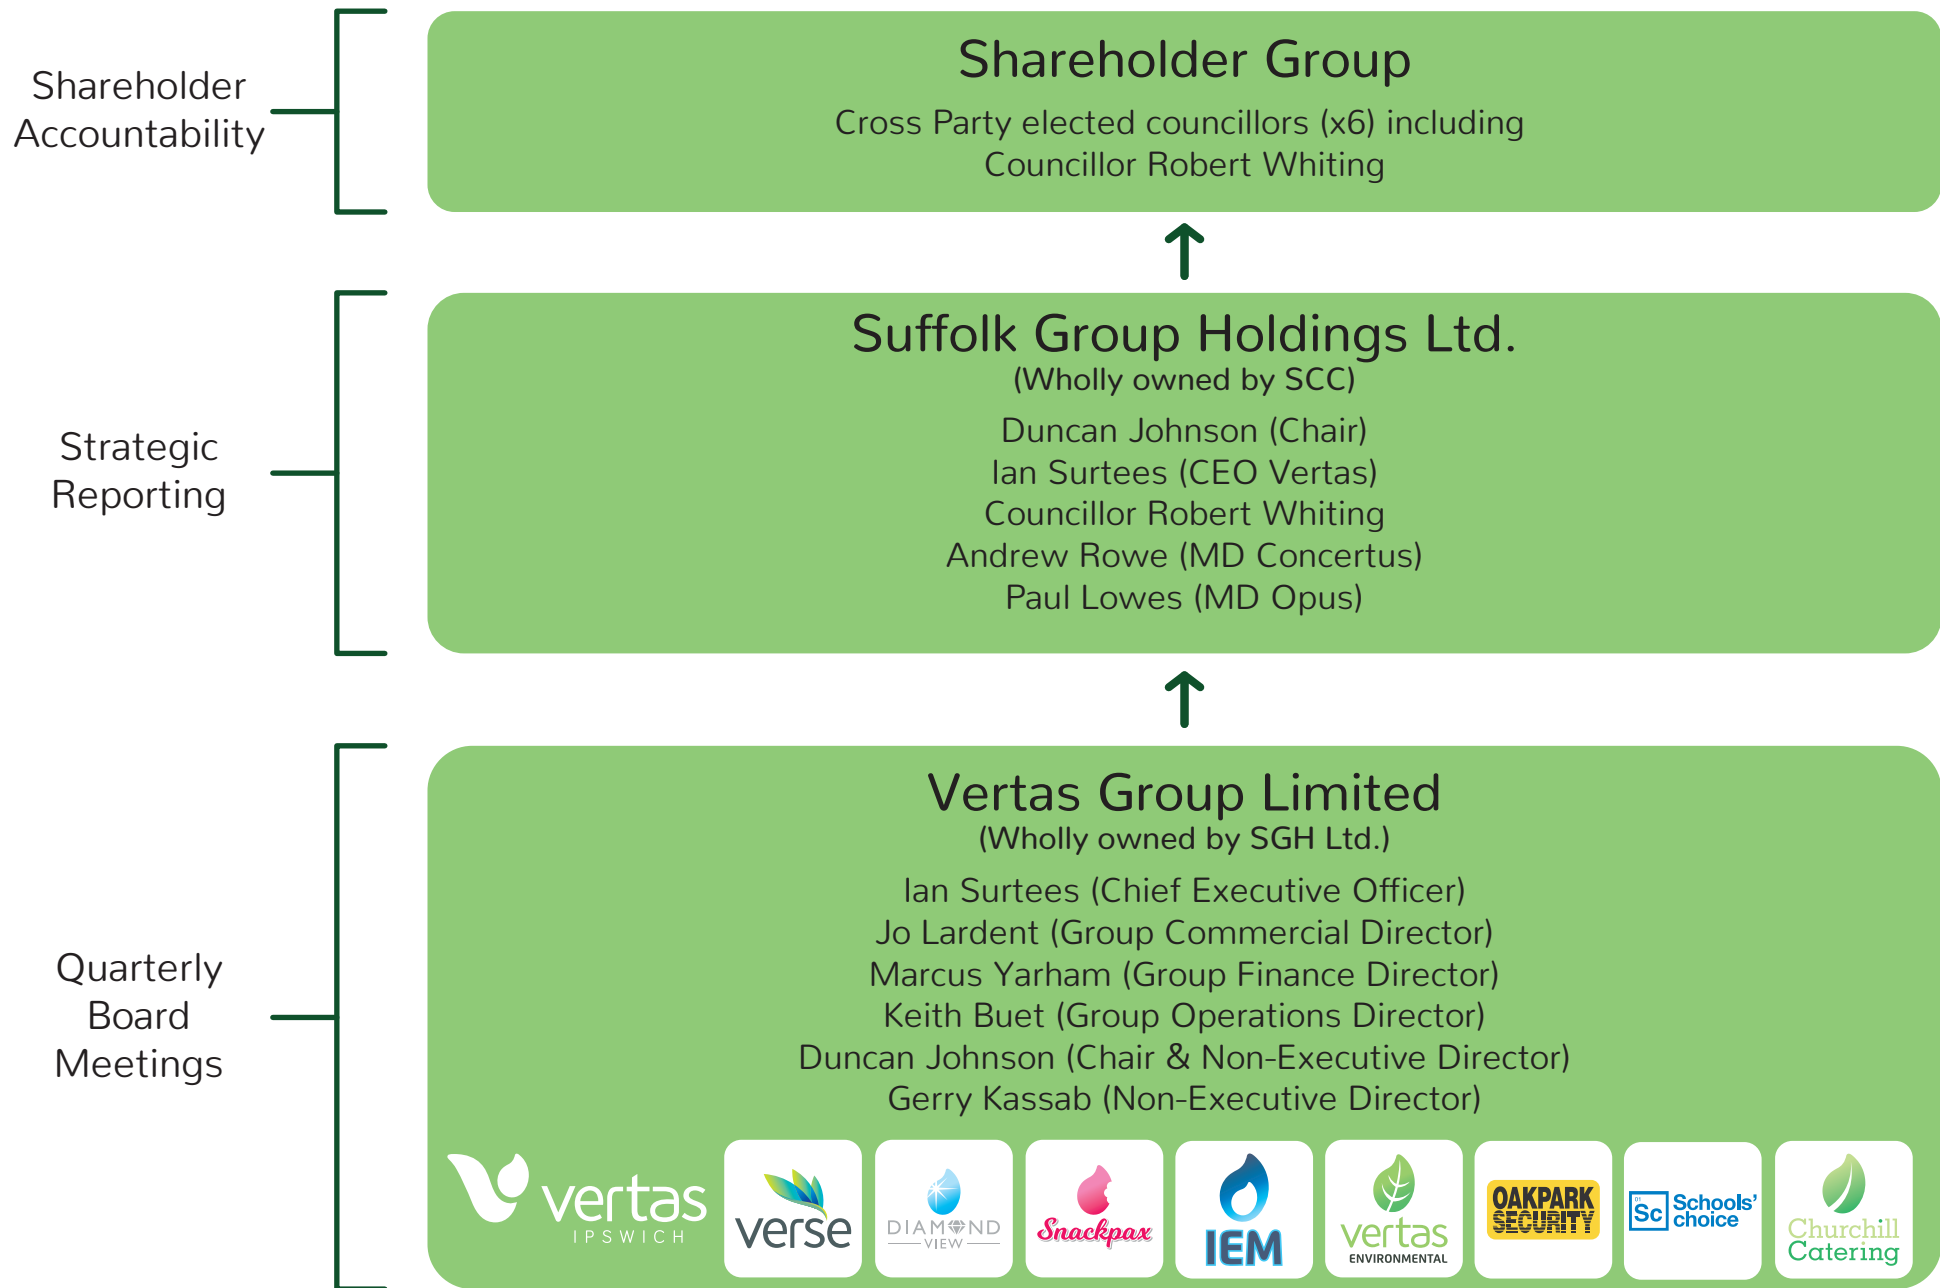 Shareholder
Accountability
Shareholder Group
Cross Party elected councillors (x6) including
Councillor Robert Whiting
Strategic
Reporting
Suffolk Group Holdings Ltd.
(Wholly owned by SCC)
Duncan Johnson (Chair)
Ian Surtees (CEO Vertas)
Councillor Robert Whiting
Andrew Rowe (MD Concertus)
Paul Lowes (MD Opus)
Quarterly
Board
Meetings
Vertas Group Limited
(Wholly owned by SGH Ltd.)
Ian Surtees (Chief Executive Officer)
Jo Lardent (Group Commercial Director)
Marcus Yarham (Group Finance Director)
Keith Buet (Group Operations Director)
Duncan Johnson (Chair & Non-Executive Director)
Gerry Kassab (Non-Executive Director)
vertas
IPSWICH
verse
DIAMOND
VIEW
Snackpax
IEM
vertas
ENVIRONMENTAL
OAKPARK
SECURITY
01
Sc
Schools'
choice
Churchill
Catering